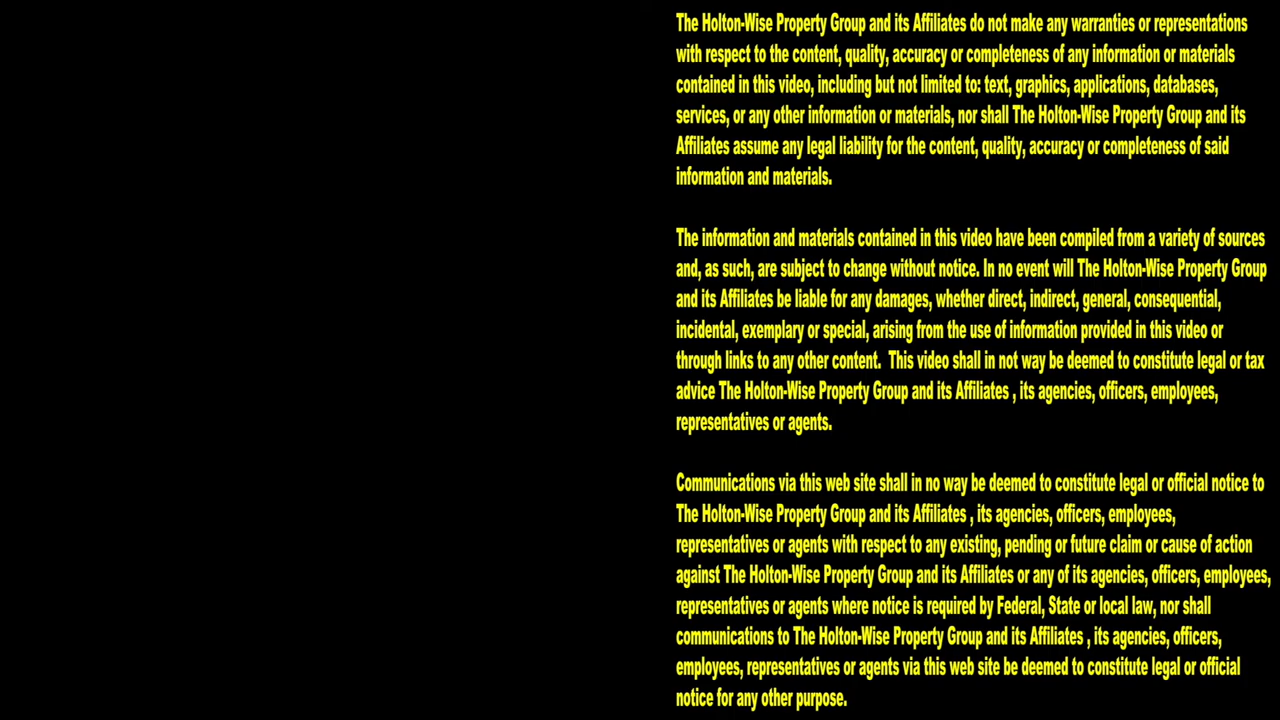 The Holton-Wise Property Group and its Affiliates do not make any warranties or representations
with respect to the content, quality, accuracy or completeness of any information or materials
contained in this video, including but not limited to: text, graphics, applications, databases,
services, or any other information or materials, nor shall The Holton-Wise Property Group and its
Affiliates assume any legal liability for the content, quality, accuracy or completeness of said
information and materials.
The information and materials contained in this video have been compiled from a variety of sources
and, as such, are subject to change without notice. In no event will The Holton-Wise Property Group
and its Affiliates be liable for any damages, whether direct, indirect, general, consequential,
incidental, exemplary or special, arising from the use of information provided in this video or
through links to any other content.  This video shall in not way be deemed to constitute legal or tax
advice The Holton-Wise Property Group and its Affiliates , its agencies, officers, employees,
representatives or agents.
Communications via this web site shall in no way be deemed to constitute legal or official notice to
The Holton-Wise Property Group and its Affiliates , its agencies, officers, employees,
representatives or agents with respect to any existing, pending or future claim or cause of action
against The Holton-Wise Property Group and its Affiliates or any of its agencies, officers, employees,
representatives or agents where notice is required by Federal, State or local law, nor shall
communications to The Holton-Wise Property Group and its Affiliates , its agencies, officers,
employees, representatives or agents via this web site be deemed to constitute legal or official
notice for any other purpose.